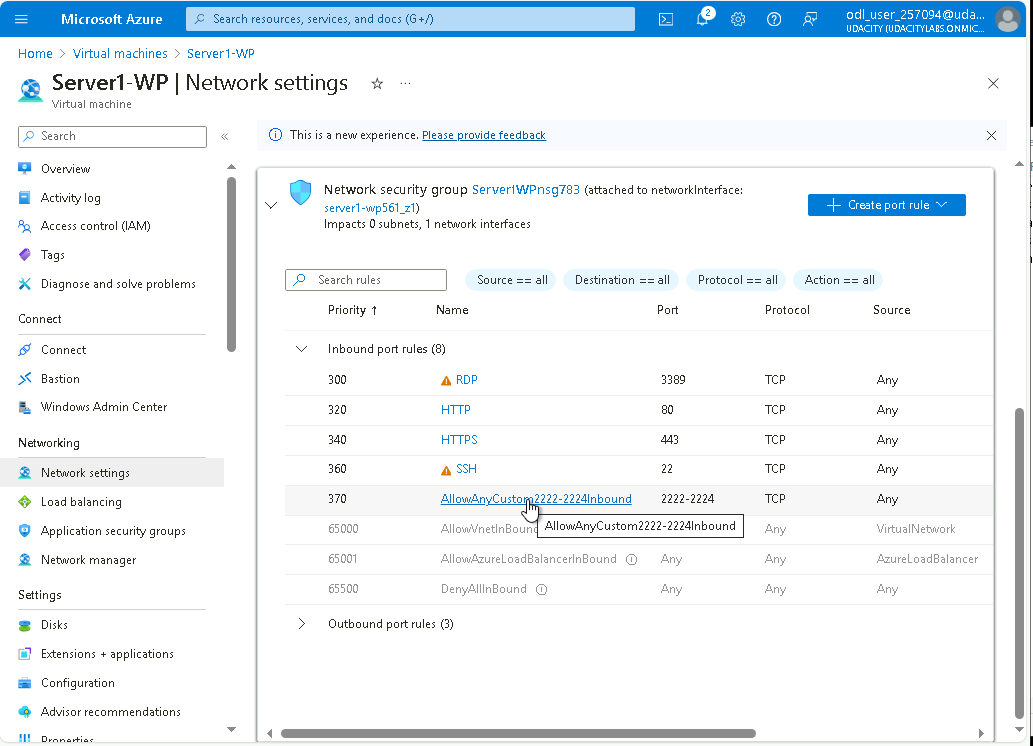 Microsoft Azure
Search resources, services, and docs (G+/)
2
odl_user_257094@uda...
UDACITY (UDACITYLABS.ONMIC...
Home > Virtual machines > Server1-WP
Server1-WP | Network settings
Virtual machine
Search
Overview
Activity log
Access control (IAM)
Tags
Diagnose and solve problems
Connect
Connect
Bastion
Windows Admin Center
Networking
Network settings
Load balancing
Application security groups
Network manager
Settings
Disks
Extensions + applications
Configuration
Advisor recommendations
Properties
This is a new experience. Please provide feedback
Network security group Server1WPnsg783 (attached to networkInterface:
server1-wp561_z1)
Impacts 0 subnets, 1 network interfaces
Create port rule
Search rules
Source == all
Destination == all
Protocol == all
Action == all
Priority ↑ Name Port Protocol Source
Inbound port rules (8)
300 RDP 3389 TCP Any
320 HTTP 80 TCP Any
340 HTTPS 443 TCP Any
360 SSH 22 TCP Any
370 AllowAnyCustom2222-2224Inbound 2222-2224 TCP Any
65000 AllowVnetInBound Any VirtualNetwork
AllowAnyCustom2222-2224Inbound
65001 AllowAzureLoadBalancerInBound Any Any AzureLoadBalancer
65500 DenyAllInBound Any Any Any
Outbound port rules (3)